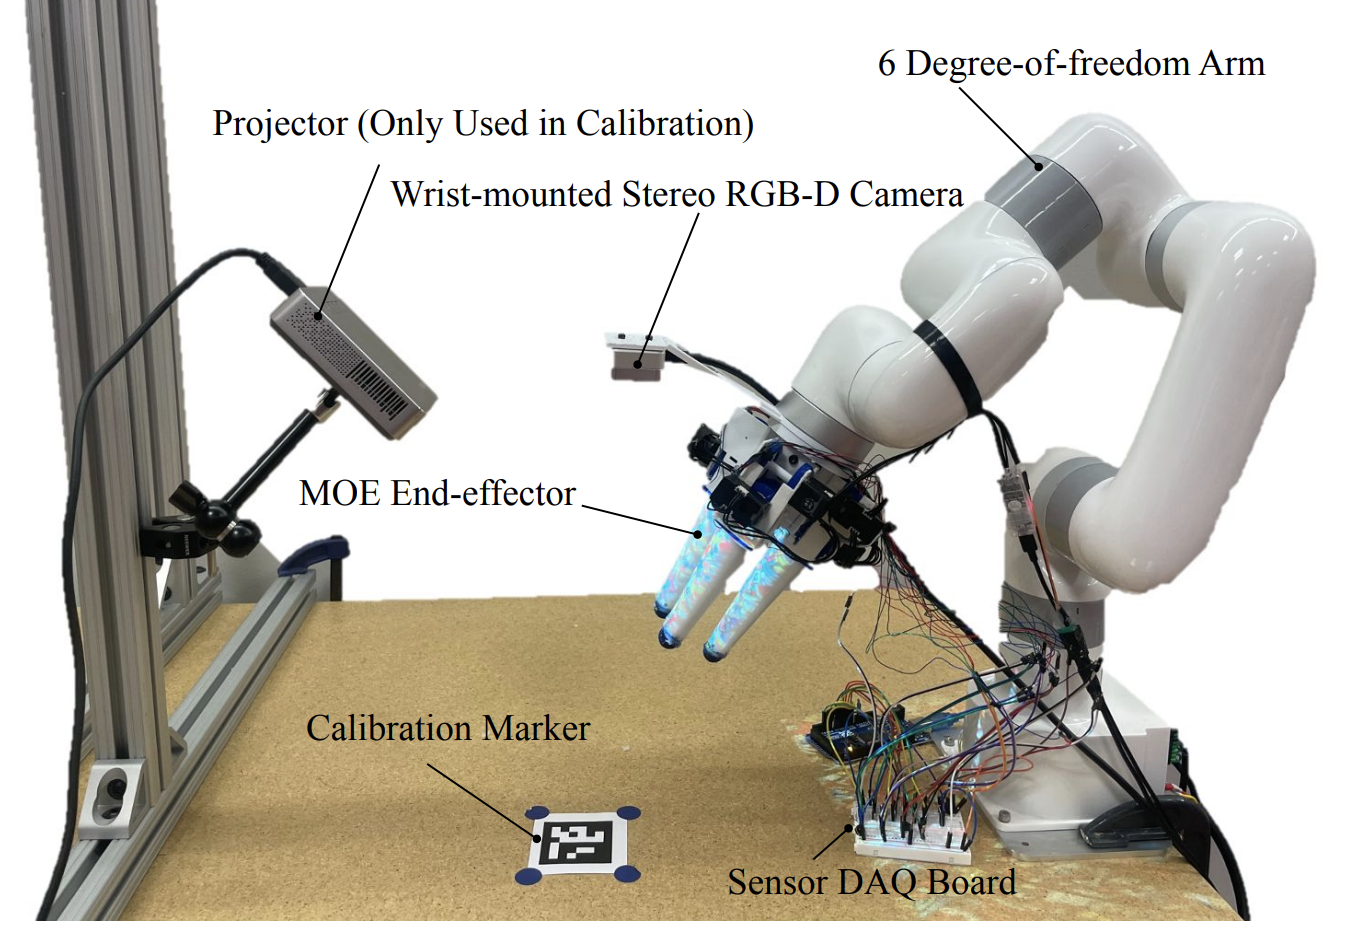 6 Degree-of-freedom Arm
Projector (Only Used in Calibration)
Wrist-mounted Stereo RGB-D Camera
MOE End-effector
Calibration Marker
Sensor DAQ Board